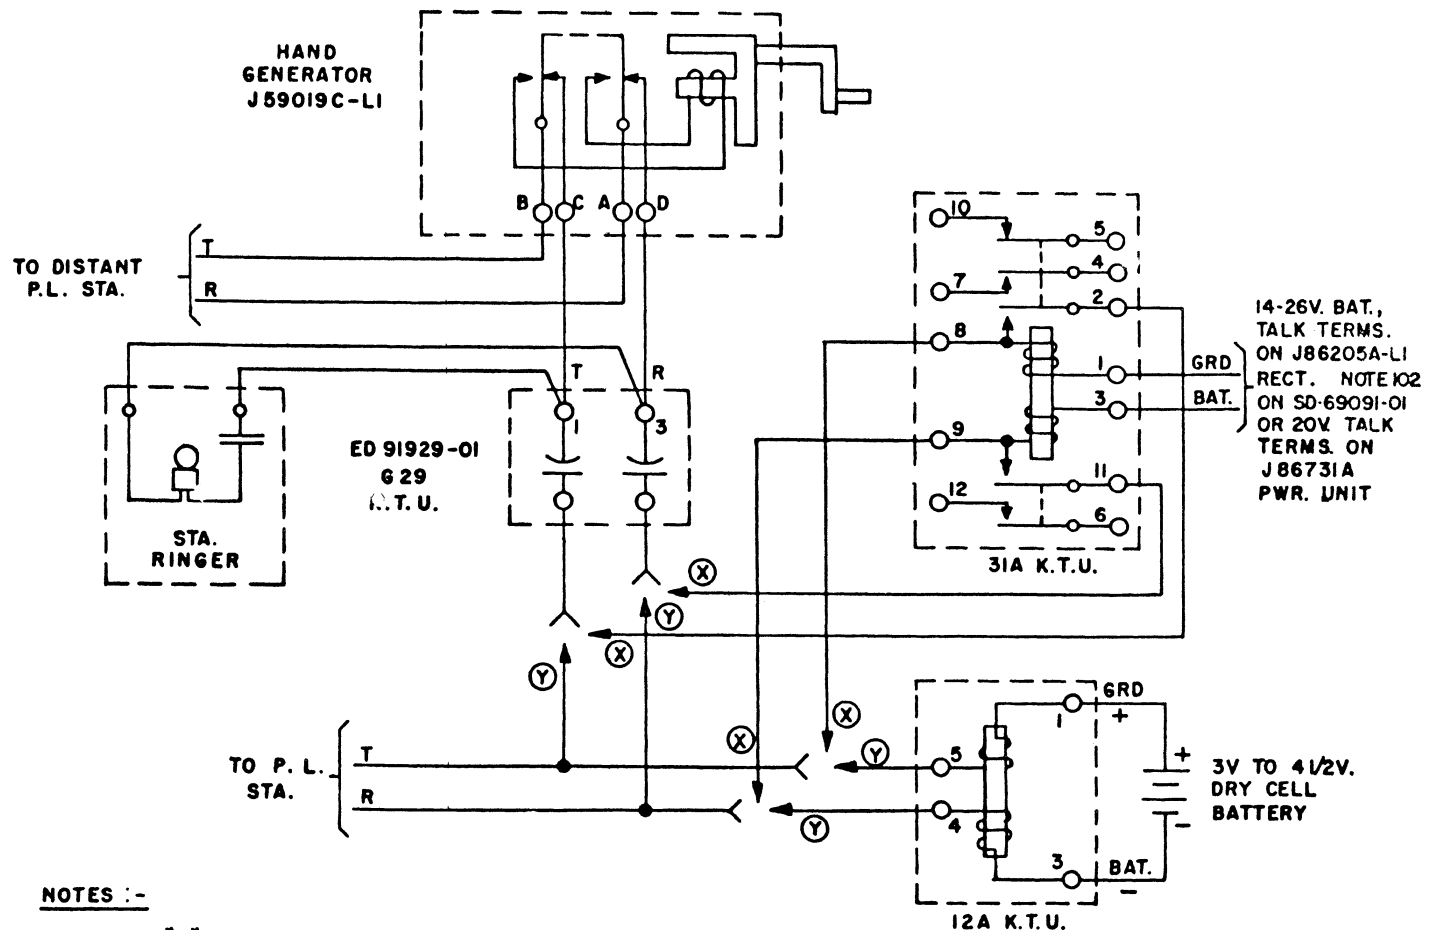 HAND
GENERATOR
J59019C-L1
B
C
A
D
TO DISTANT
P.L. STA.
T
R
T
R
1
3
ED 91929-01
G29
.T.U.
STA.
RINGER
10
5
4
7
2
8
1
3
9
11
12
6
31A K.T.U.
GRD
BAT.
14-26V. BAT.,
TALK TERMS.
ON J86205A-L1
RECT. NOTE 102
ON SD-69091-01
OR 20V. TALK
TERMS. ON
J86731A
PWR. UNIT
X
Y
X
Y
X
X
Y
Y
TO P. L.
STA.
T
R
5
4
1
3
GRD
+
BAT.
-
+
-
3V TO 4 1/2V.
DRY CELL
BATTERY
12A K.T.U.
NOTES :-